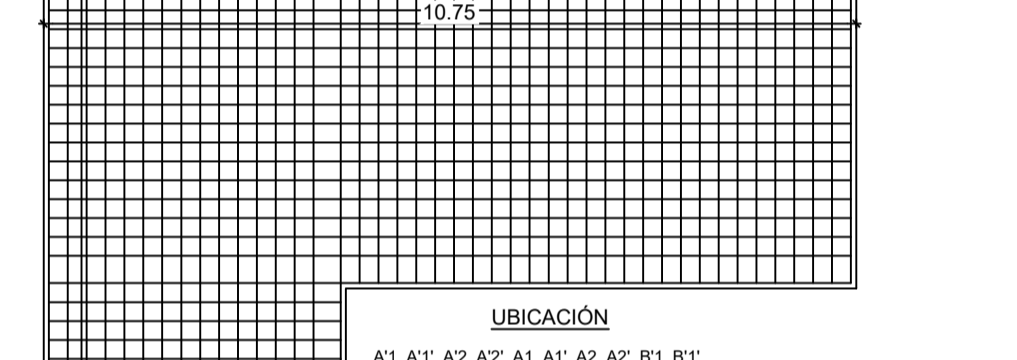 10.75
UBICACIÓN
A'1, A'1', A'2, A'2', A1, A1', A2, A2', B'1, B'1',